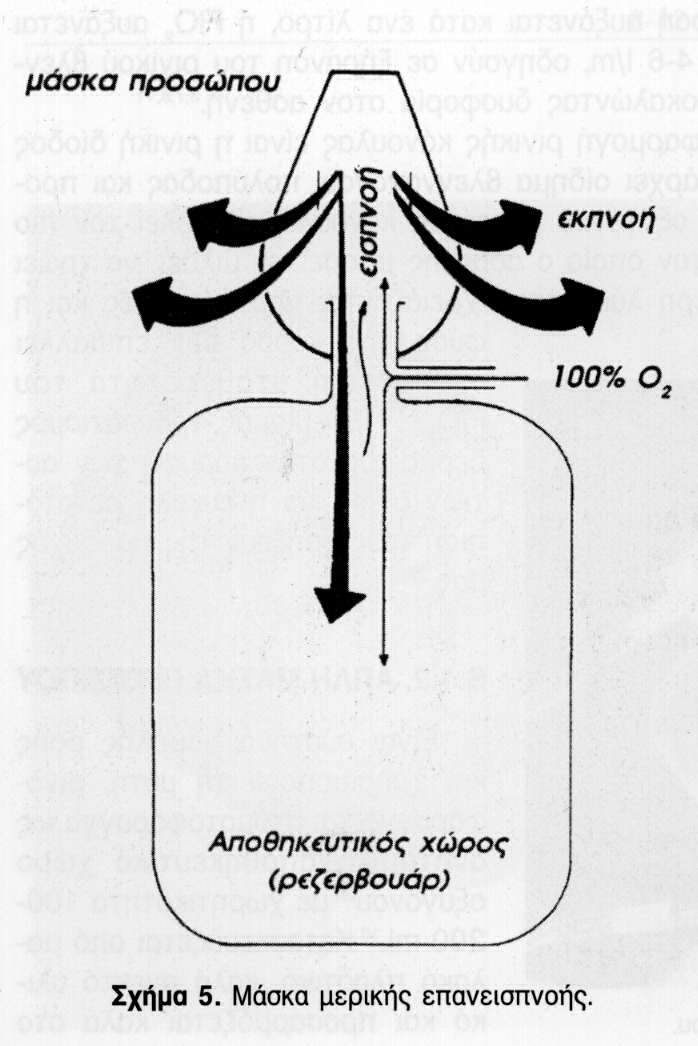 μάσκα προσώπου
εισπνοή
εκπνοή
100% O₂
Αποθηκευτικός χώρος
(ρεζερβουάρ)
Σχήμα 5. Μάσκα μερικής επανεισπνοής.